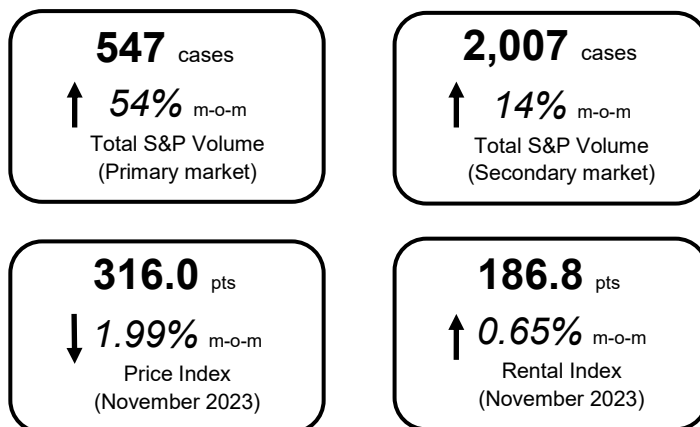 547 cases
54% m-o-m
Total S&P Volume
(Primary market)
2,007 cases
14% m-o-m
Total S&P Volume
(Secondary market)
316.0 pts
1.99% m-o-m
Price Index
(November 2023)
186.8 pts
0.65% m-o-m
Rental Index
(November 2023)